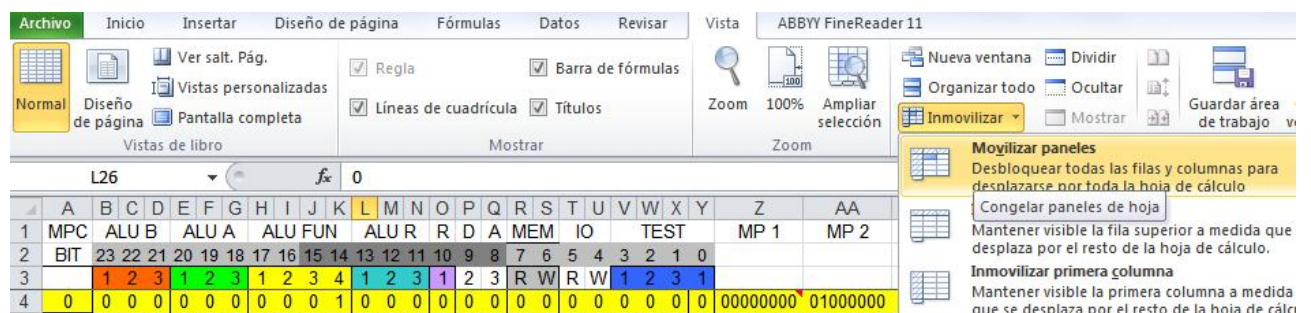 Archivo Inicio Insertar Diseño de página Fórmulas Datos Revisar Vista ABBYY FineReader 11
Normal
Diseño de página
Ver salt. Pág.
Vistas personalizadas
Pantalla completa
Vistas de libro
Regla
Barra de fórmulas
Líneas de cuadrícula
Títulos
Mostrar
Zoom
100%
Ampliar selección
Zoom
Nueva ventana
Organizar todo
Inmovilizar
Dividir
Ocultar
Mostrar
Guardar área de trabajo
Movilizar paneles
Desbloquear todas las filas y columnas para
desplazarse por toda la hoja de cálculo
Congelar paneles de hoja
Mantener visible la fila superior a medida que
desplaza por el resto de la hoja de cálculo.
Inmovilizar primera columna
Mantener visible la primera columna a medida
que se desplaza por el resto de la hoja de
L26 fx 0
A B C D E F G H I J K L M N O P Q R S T U V W X Y Z AA
1 MPC ALU B ALU A ALU FUN ALU R R D A MEM IO TEST MP 1 MP 2
2 BIT 23 22 21 20 19 18 17 16 15 14 13 12 11 10 9 8 7 6 5 4 3 2 1 0
3 1 2 3 1 2 3 1 2 3 4 1 2 3 1 2 3 R W R W 1 2 3 1
4 0 0 0 0 0 0 0 0 0 0 1 0 0 0 0 0 0 0 0 0 0 0 0 0 0 00000000 01000000